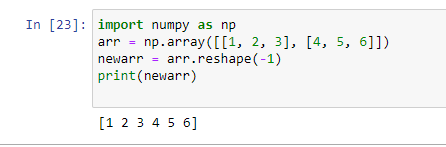 In [23]: import numpy as np
arr = np.array([[1, 2, 3], [4, 5, 6]])
newarr = arr.reshape(-1)
print(newarr)
[1 2 3 4 5 6]